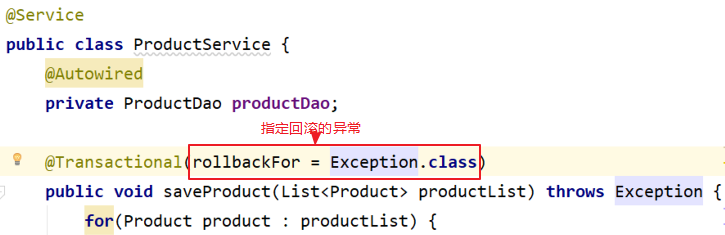 @Service
public class ProductService {
@Autowired
private ProductDao productDao;
指定回滚的异常
@Transactional(rollbackFor = Exception.class)
public void saveProduct(List<Product> productList) throws Exception {
for(Product product : productList) {